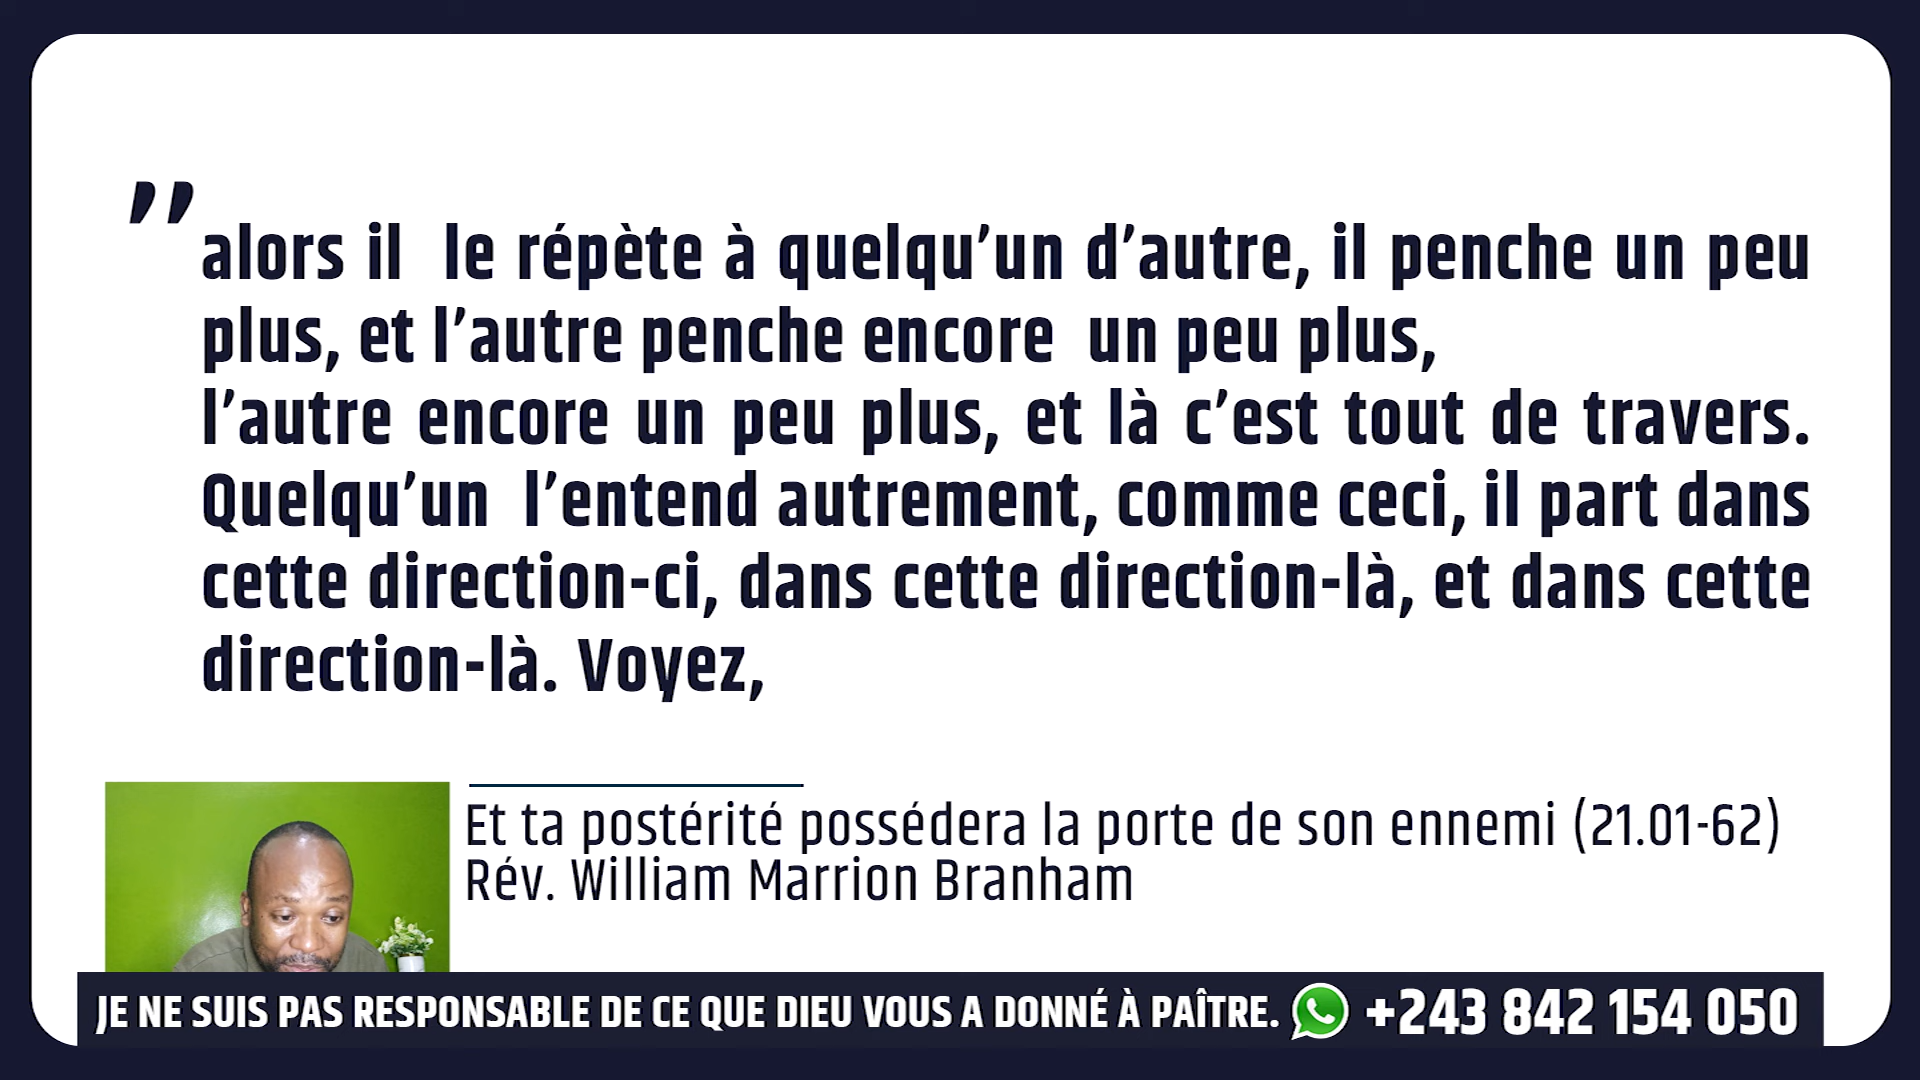 ”
alors il le répète à quelqu’un d’autre, il penche un peu
plus, et l’autre penche encore un peu plus,
l’autre encore un peu plus, et là c’est tout de travers.
Quelqu’un l’entend autrement, comme ceci, il part dans
cette direction-ci, dans cette direction-là, et dans cette
direction-là. Voyez,
Et ta postérité possédera la porte de son ennemi (21.01-62)
Rév. William Marrion Branham
JE NE SUIS PAS RESPONSABLE DE CE QUE DIEU VOUS A DONNÉ À PAÎTRE. +243 842 154 050